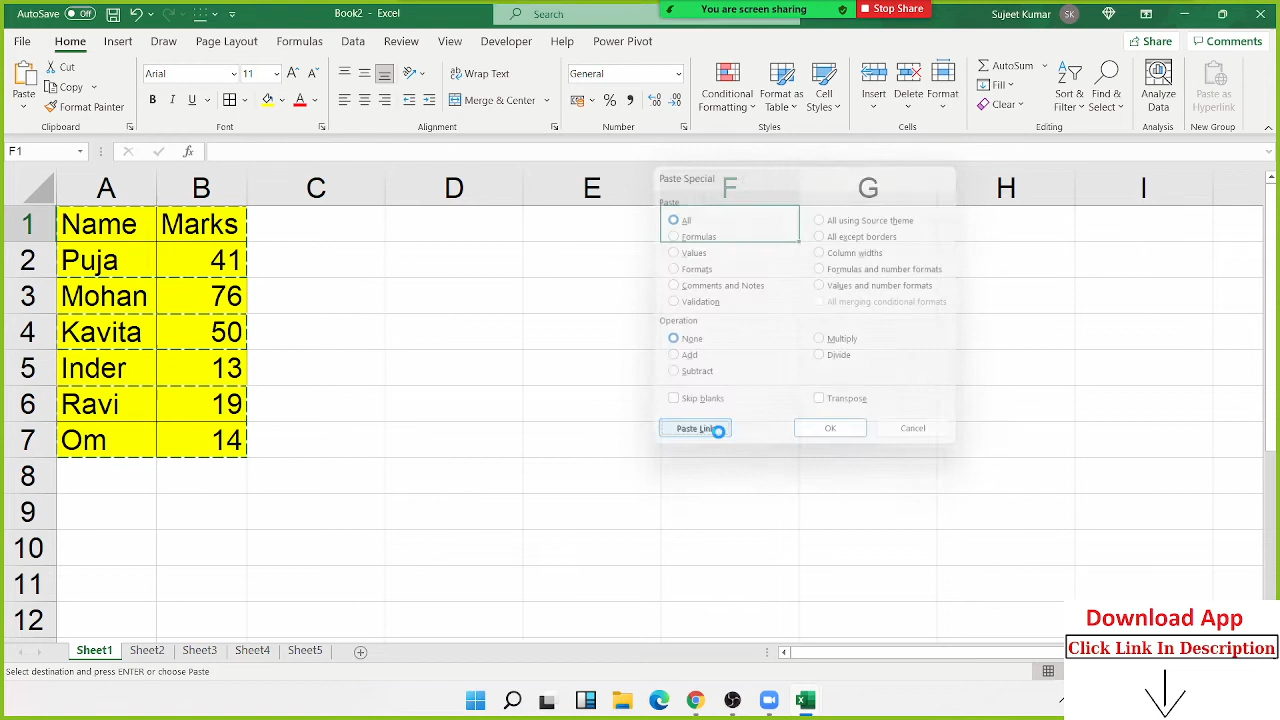 AutoSave Off Book2 - Excel Search You are screen sharing Stop Share Sujeet Kumar SK
File Home Insert Draw Page Layout Formulas Data Review View Developer Help Power Pivot Share Comments
Paste Cut Copy Format Painter Clipboard
Arial 11 B I U A Font
Wrap Text Merge & Center Alignment
General % Number
Conditional Formatting Format as Table Cell Styles Styles
Insert Delete Format Cells
AutoSum Fill Clear Sort & Filter Find & Select Editing
Analyze Data Analysis
Paste as Hyperlink New Group
F1 fx
A B C D E F G H I
1 Name Marks
2 Puja 41
3 Mohan 76
4 Kavita 50
5 Inder 13
6 Ravi 19
7 Om 14
8
9
10
11
12
Paste Special
Paste
All All using Source theme
Formulas All except borders
Values Column widths
Formats Formulas and number formats
Comments and Notes Values and number formats
Validation All merging conditional formats
Operation
None Multiply
Add Divide
Subtract
Skip blanks Transpose
Paste Link OK Cancel
Sheet1 Sheet2 Sheet3 Sheet4 Sheet5
Select destination and press ENTER or choose Paste
Download App
Click Link In Description